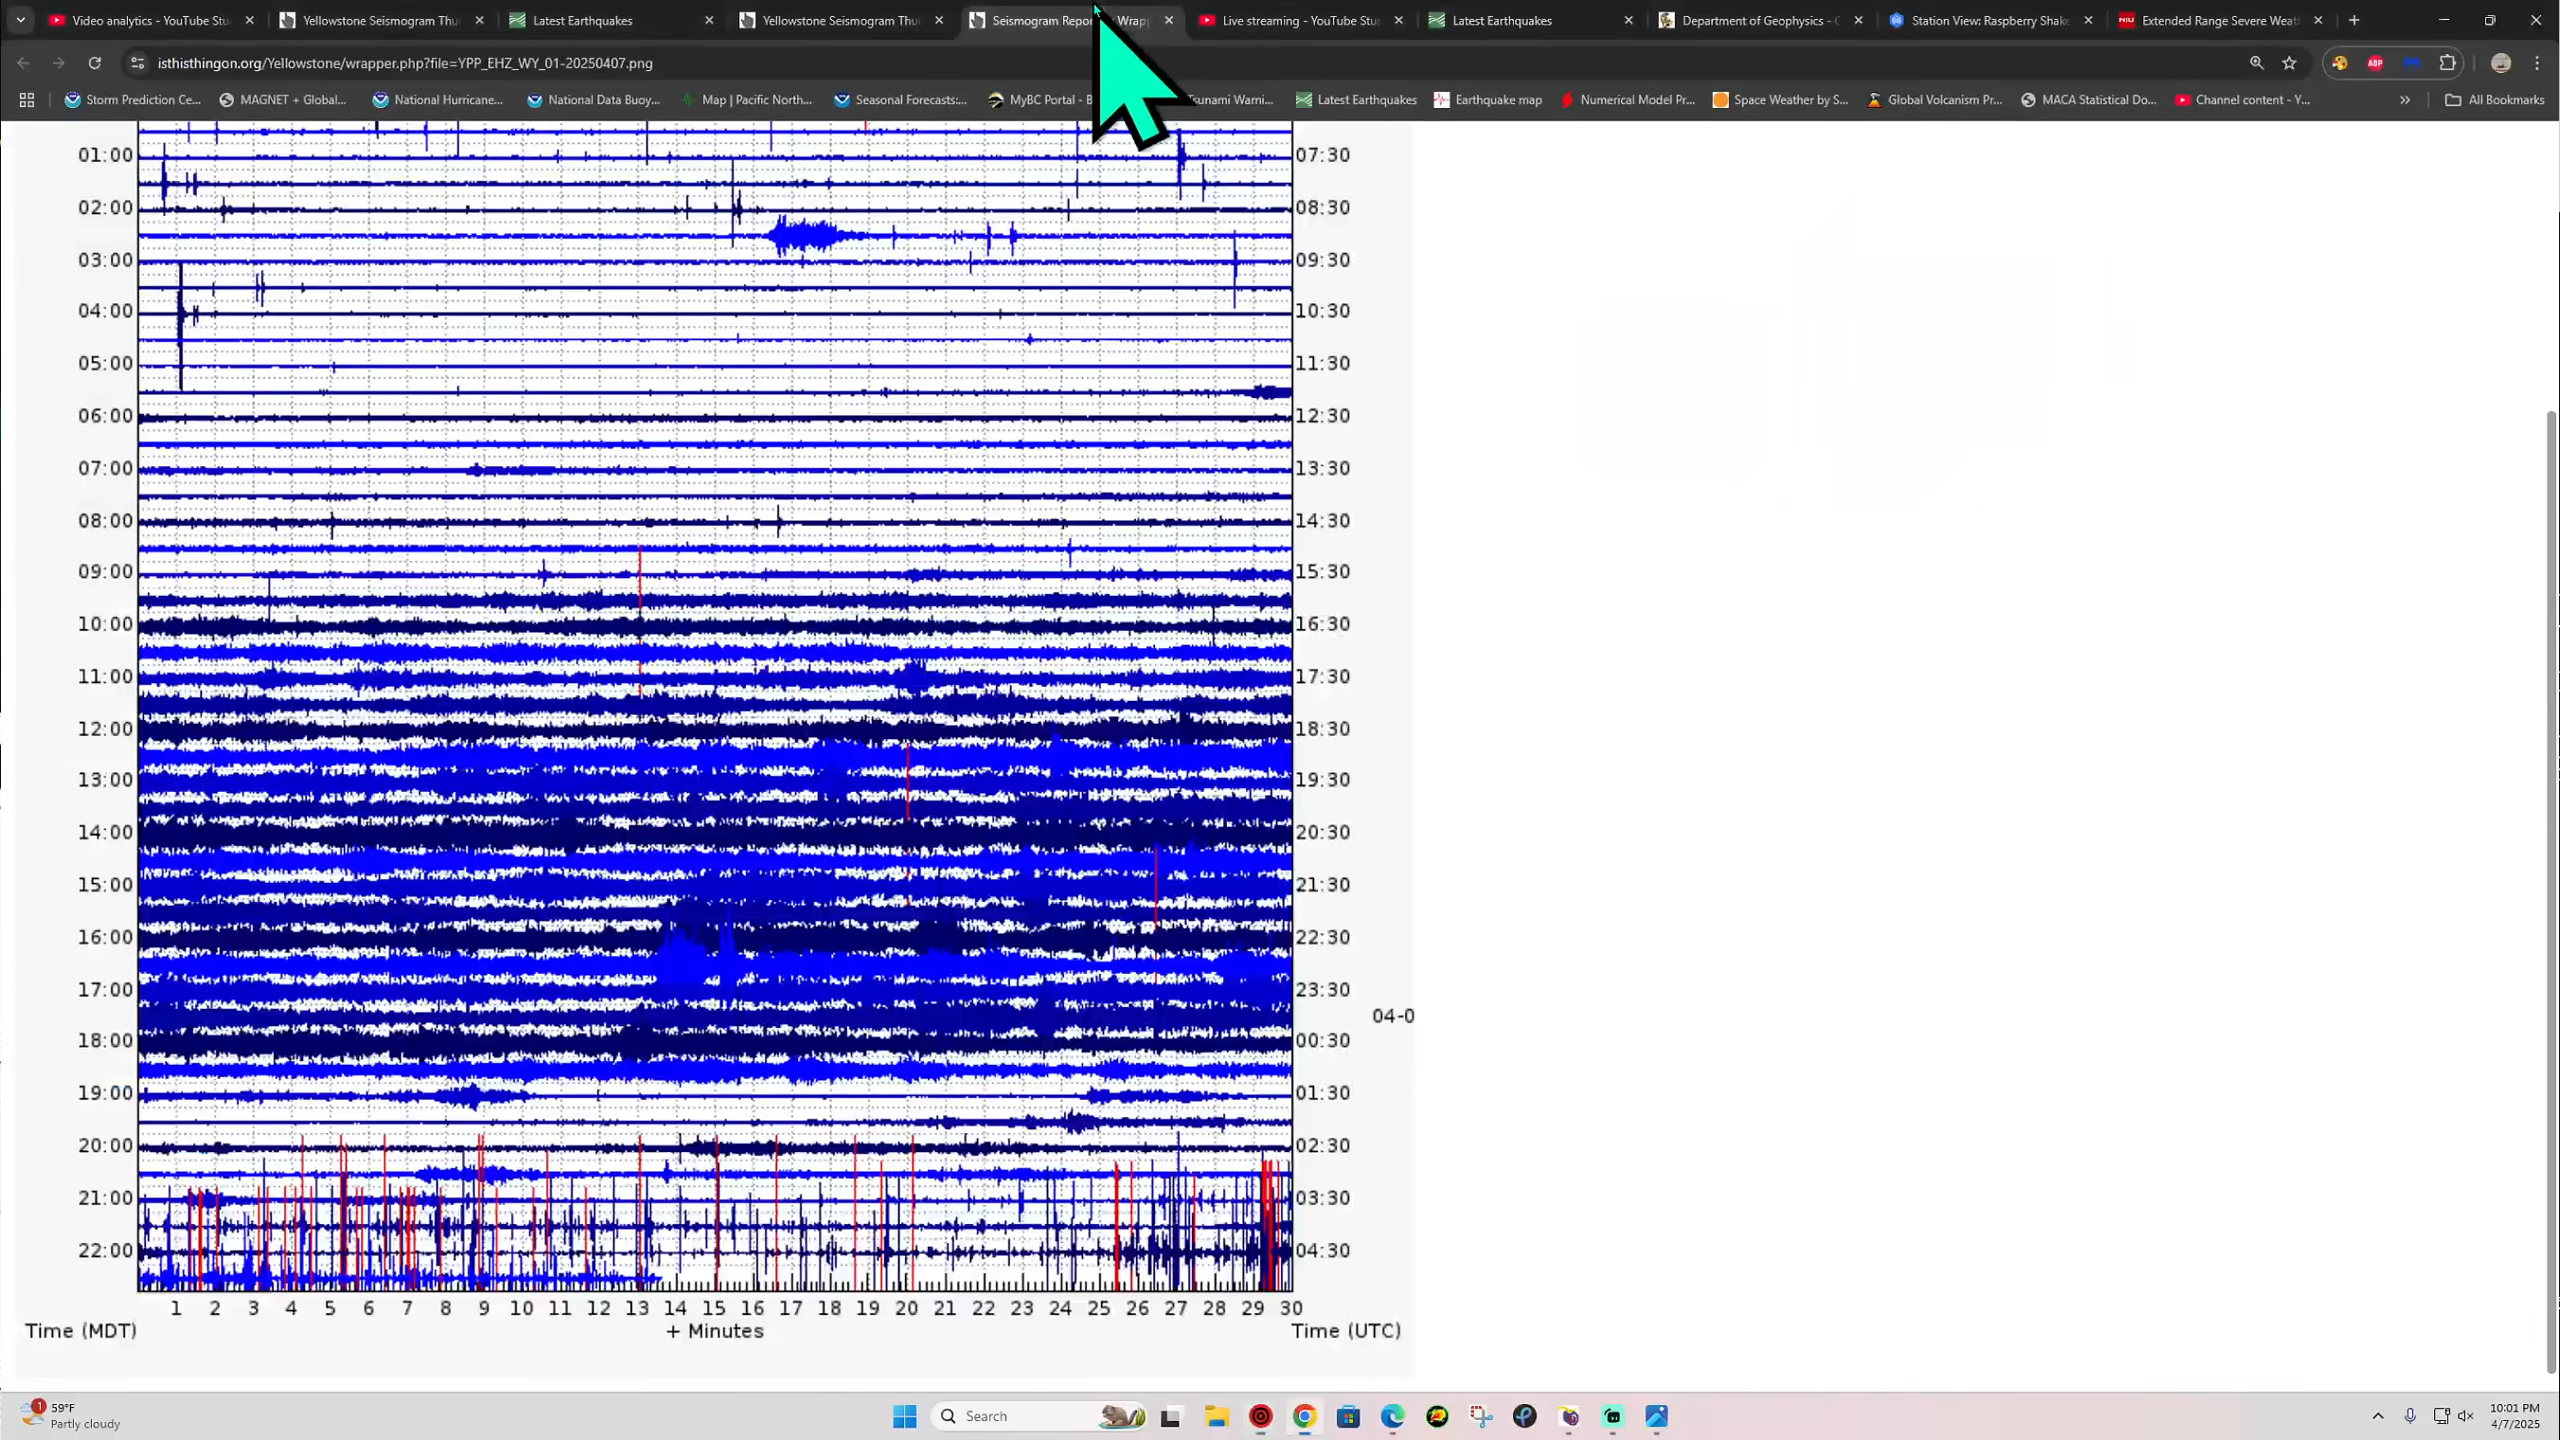 Video analytics - YouTube Stu
Yellowstone Seismogram Thu
Latest Earthquakes
Yellowstone Seismogram Thu
Seismogram Repor Wrapp
Live streaming - YouTube Stu
Latest Earthquakes
Department of Geophysics - C
Station View: Raspberry Shake
NIU
Extended Range Severe Weat
isthisthingon.org/Yellowstone/wrapper.php?file=YPP_EHZ_WY_01-20250407.png
ABP
Storm Prediction Ce...
MAGNET + Global...
National Hurricane...
National Data Buoy...
Map | Pacific North...
Seasonal Forecasts:...
MyBC Portal - B
sunami Warni...
Latest Earthquakes
Earthquake map
Numerical Model Pr...
Space Weather by S...
Global Volcanism Pr...
MACA Statistical Do...
Channel content - Y...
All Bookmarks
01:00 07:30
02:00 08:30
03:00 09:30
04:00 10:30
05:00 11:30
06:00 12:30
07:00 13:30
08:00 14:30
09:00 15:30
10:00 16:30
11:00 17:30
12:00 18:30
13:00 19:30
14:00 20:30
15:00 21:30
16:00 22:30
17:00 23:30
04-0
18:00 00:30
19:00 01:30
20:00 02:30
21:00 03:30
22:00 04:30
1 2 3 4 5 6 7 8 9 10 11 12 13 14 15 16 17 18 19 20 21 22 23 24 25 26 27 28 29 30
Time (MDT) + Minutes Time (UTC)
1
59°F
Partly cloudy
Search
10:01 PM
4/7/2025